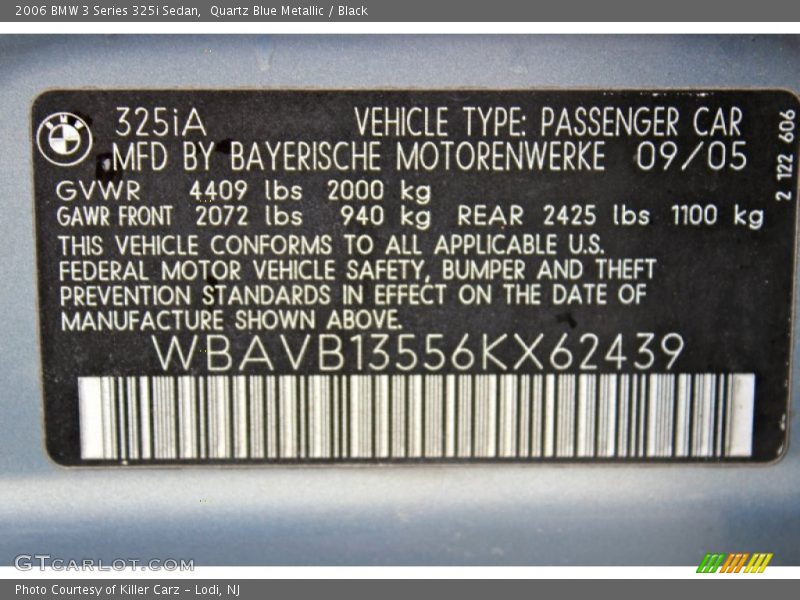 2006 BMW 3 Series 325i Sedan,  Quartz Blue Metallic / Black
BMW
325iA VEHICLE TYPE: PASSENGER CAR
MFD BY BAYERISCHE MOTORENWERKE 09/05
GVWR 4409 lbs 2000 kg
GAWR FRONT 2072 lbs 940 kg REAR 2425 lbs 1100 kg
THIS VEHICLE CONFORMS TO ALL APPLICABLE U.S.
FEDERAL MOTOR VEHICLE SAFETY, BUMPER AND THEFT
PREVENTION STANDARDS IN EFFECT ON THE DATE OF
MANUFACTURE SHOWN ABOVE.
WBAVB13556KX62439
2 122 606
GTCARLOT.COM
Photo Courtesy of Killer Carz – Lodi, NJ